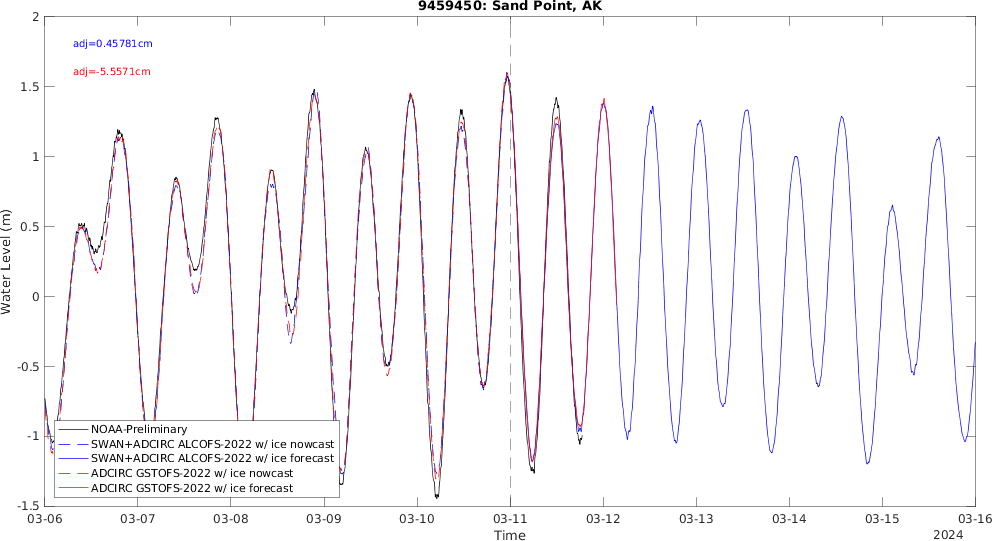 9459450: Sand Point, AK
adj=0.45781cm
adj=-5.5571cm
Water Level (m)
2
1.5
1
0.5
0
-0.5
-1
-1.5
NOAA-Preliminary
SWAN+ADCIRC ALCOFS-2022 w/ ice nowcast
SWAN+ADCIRC ALCOFS-2022 w/ ice forecast
ADCIRC GSTOFS-2022 w/ ice nowcast
ADCIRC GSTOFS-2022 w/ ice forecast
03-06 03-07 03-08 03-09 03-10 03-11 03-12 03-13 03-14 03-15 03-16
Time
2024